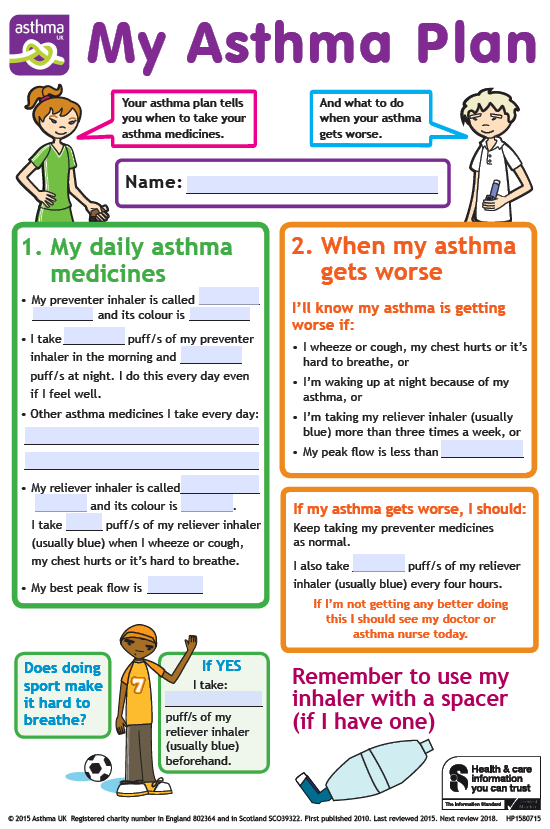 asthma
UK
My Asthma Plan
Your asthma plan tells
you when to take your
asthma medicines.
And what to do
when your asthma
gets worse.
Name:
1. My daily asthma
medicines
• My preventer inhaler is called
and its colour is
• I take puff/s of my preventer
inhaler in the morning and
puff/s at night. I do this every day even
if I feel well.
• Other asthma medicines I take every day:
• My reliever inhaler is called
and its colour is .
I take puff/s of my reliever inhaler
(usually blue) when I wheeze or cough,
my chest hurts or it's hard to breathe.
• My best peak flow is
2. When my asthma
gets worse
I'll know my asthma is getting
worse if:
• I wheeze or cough, my chest hurts or it's
hard to breathe, or
• I'm waking up at night because of my
asthma, or
• I'm taking my reliever inhaler (usually
blue) more than three times a week, or
• My peak flow is less than
If my asthma gets worse, I should:
Keep taking my preventer medicines
as normal.
I also take puff/s of my reliever
inhaler (usually blue) every four hours.
If I'm not getting any better doing
this I should see my doctor or
asthma nurse today.
Does doing
sport make
it hard to
breathe?
7
If YES
I take:
puff/s of my
reliever inhaler
(usually blue)
beforehand.
Remember to use my
inhaler with a spacer
(if I have one)
Health & care
information
you can trust
The Information Standard
© 2015 Asthma UK Registered charity number in England 802364 and in Scotland SCO39322. First published 2010. Last reviewed 2015. Next review 2018. HP1580715